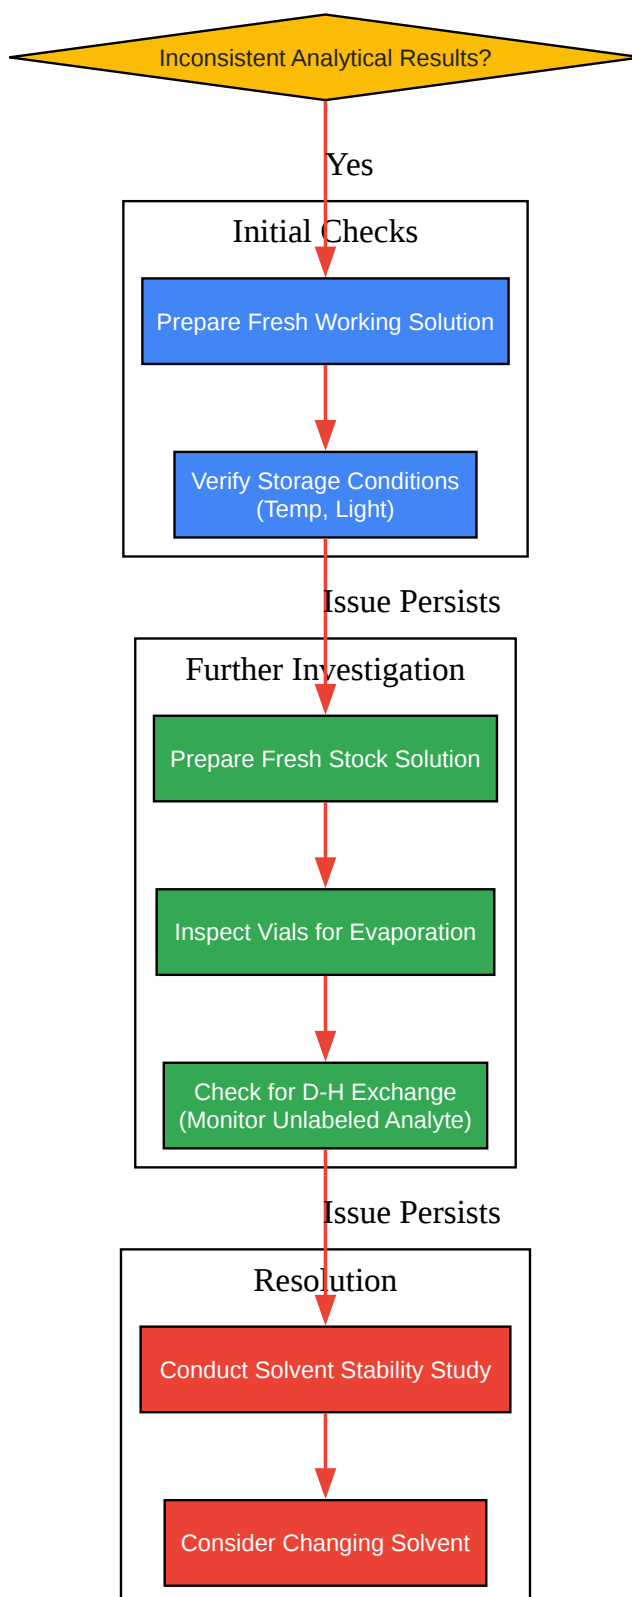 Inconsistent Analytical Results?
Yes
Initial Checks
Prepare Fresh Working Solution
Verify Storage Conditions
(Temp, Light)
Issue Persists
Further Investigation
Prepare Fresh Stock Solution
Inspect Vials for Evaporation
Check for D-H Exchange
(Monitor Unlabeled Analyte)
Issue Persists
Resolution
Conduct Solvent Stability Study
Consider Changing Solvent